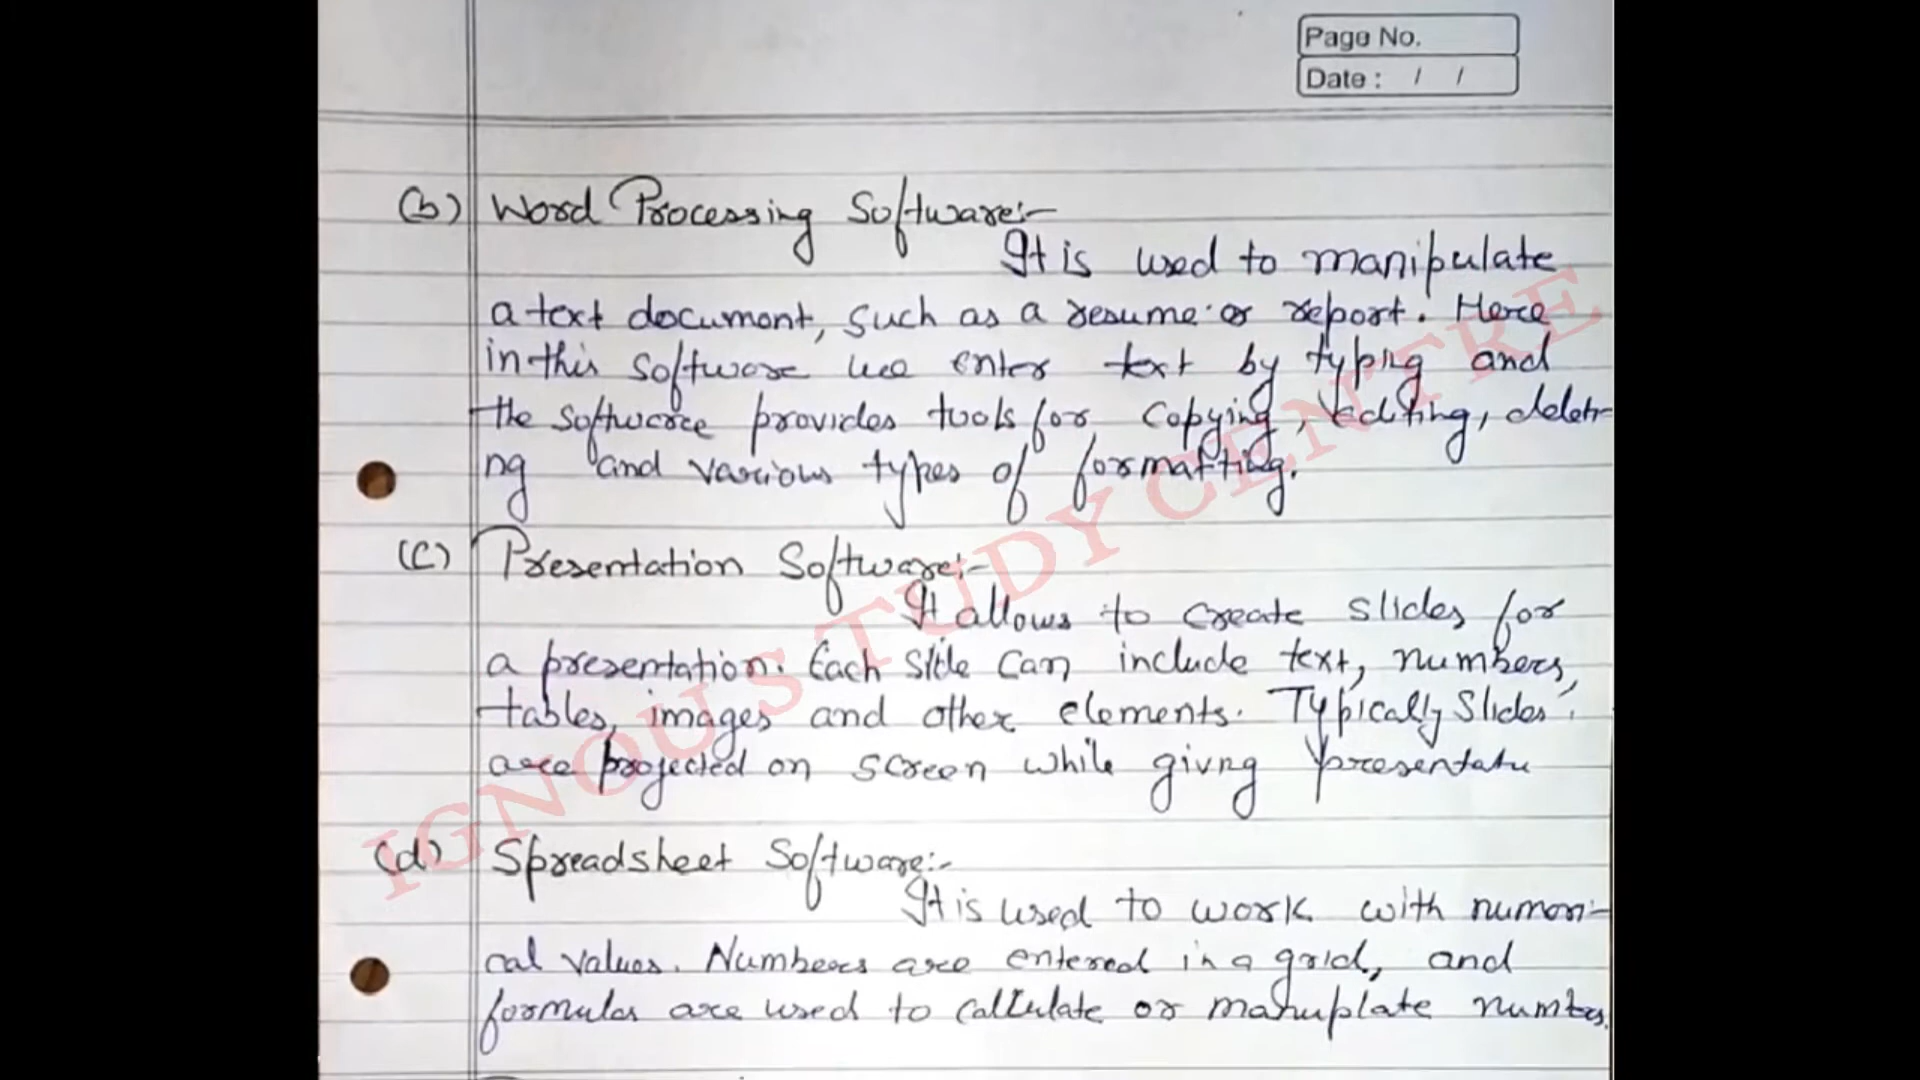 Page No.
Date : / /
(b) Word Processing Software:-
It is used to manipulate
a text document, such as a resume or report. Here
in this software we enter text by typing and
the software provides tools for copying, editing, deleti-
ng and various types of formatting.
(c) Presentation Software:-
It allows to create slides for
a presentation. Each slide can include text, numbers,
tables, images and other elements. Typically slides
are projected on screen while giving presentatn
(d) Spreadsheet Software:-
It is used to work with numeri-
cal values. Numbers are entered in a grid, and
formulas are used to calculate or manuplate numbers.
IGNOUS STUDY CENTRE